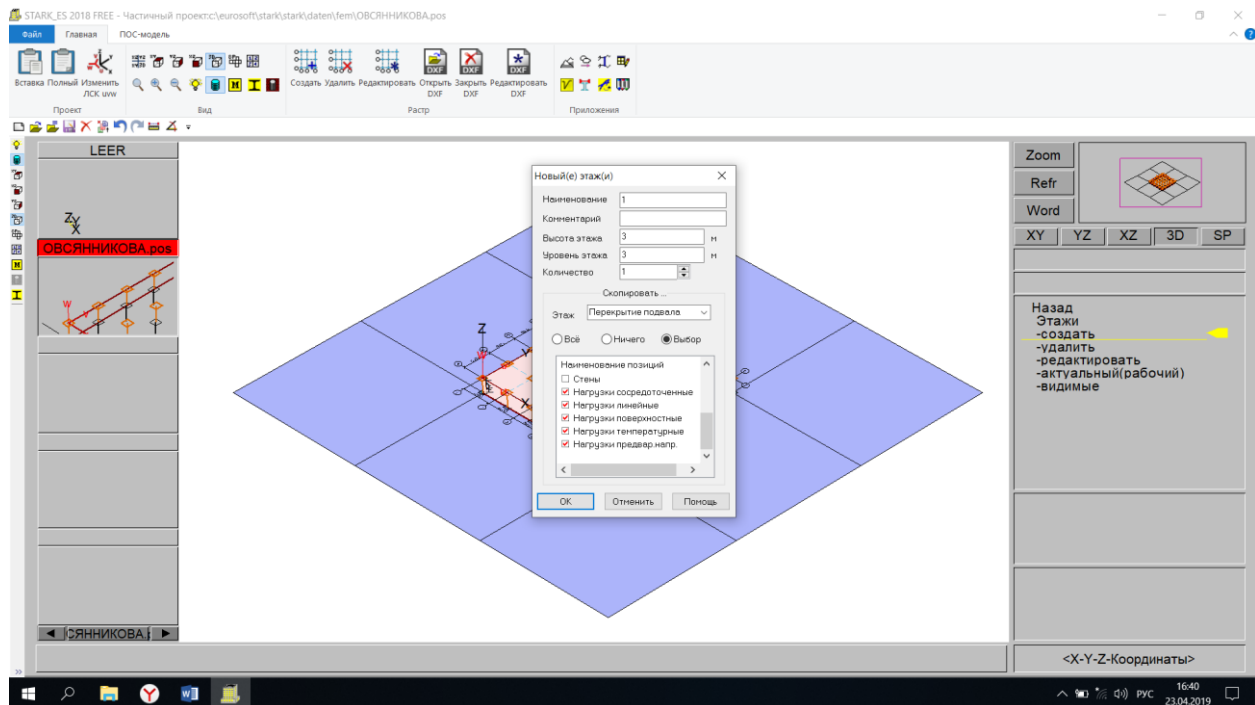 STARK_ES 2018 FREE - Частичный проект:c:\eurosoft\stark\stark\daten\fem\ОВСЯННИКОВА.pos
Файл Главная ПОС-модель
Вставка Полный Изменить ЛСК uvw
Создать Удалить Редактировать Открыть DXF Закрыть DXF Редактировать DXF
Проект Вид Растр Приложения
LEER
Z
Y
X
ОВСЯННИКОВА.pos
W
Новый(е) этаж(и)
Наименование 1
Комментарий
Высота этажа 3 м
Уровень этажа 3 м
Количество 1
Скопировать ...
Этаж Перекрытие подвала
Всё Ничего Выбор
Наименование позиций
Стены
Нагрузки сосредоточенные
Нагрузки линейные
Нагрузки поверхностные
Нагрузки температурные
Нагрузки предвар.напр.
OK Отменить Помощь
Z
Y
X
Zoom
Refr
Word
XY YZ XZ 3D SP
Назад
Этажи
-создать
-удалить
-редактировать
-актуальный(рабочий)
-видимые
<X-Y-Z-Координаты>
РУС
16:40
23.04.2019